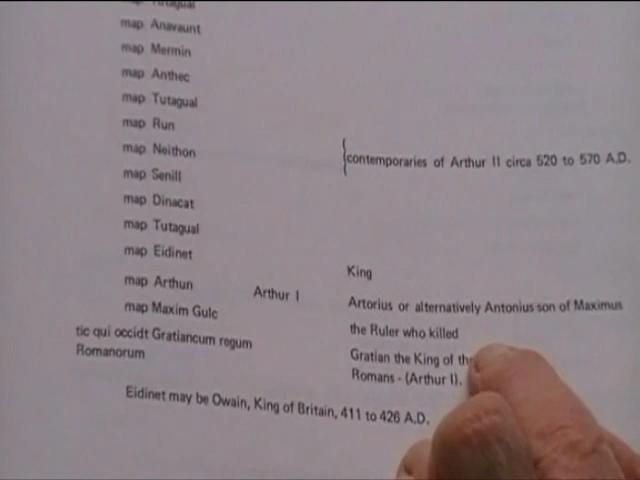 map Anavaunt
map Mermin
map Anthec
map Tutagual
map Run
map Neithon
contemporaries of Arthur II circa 520 to 570 A.D.
map Senill
map Dinacat
map Tutagual
map Eidinet
King
map Arthun Arthur I
Artorius or alternatively Antonius son of Maximus
map Maxim Gulc
the Ruler who killed
tic qui occidt Gratiancum regum
Gratian the King of
Romanorum
Romans - (Arthur I).
Eidinet may be Owain, King of Britain, 411 to 426 A.D.